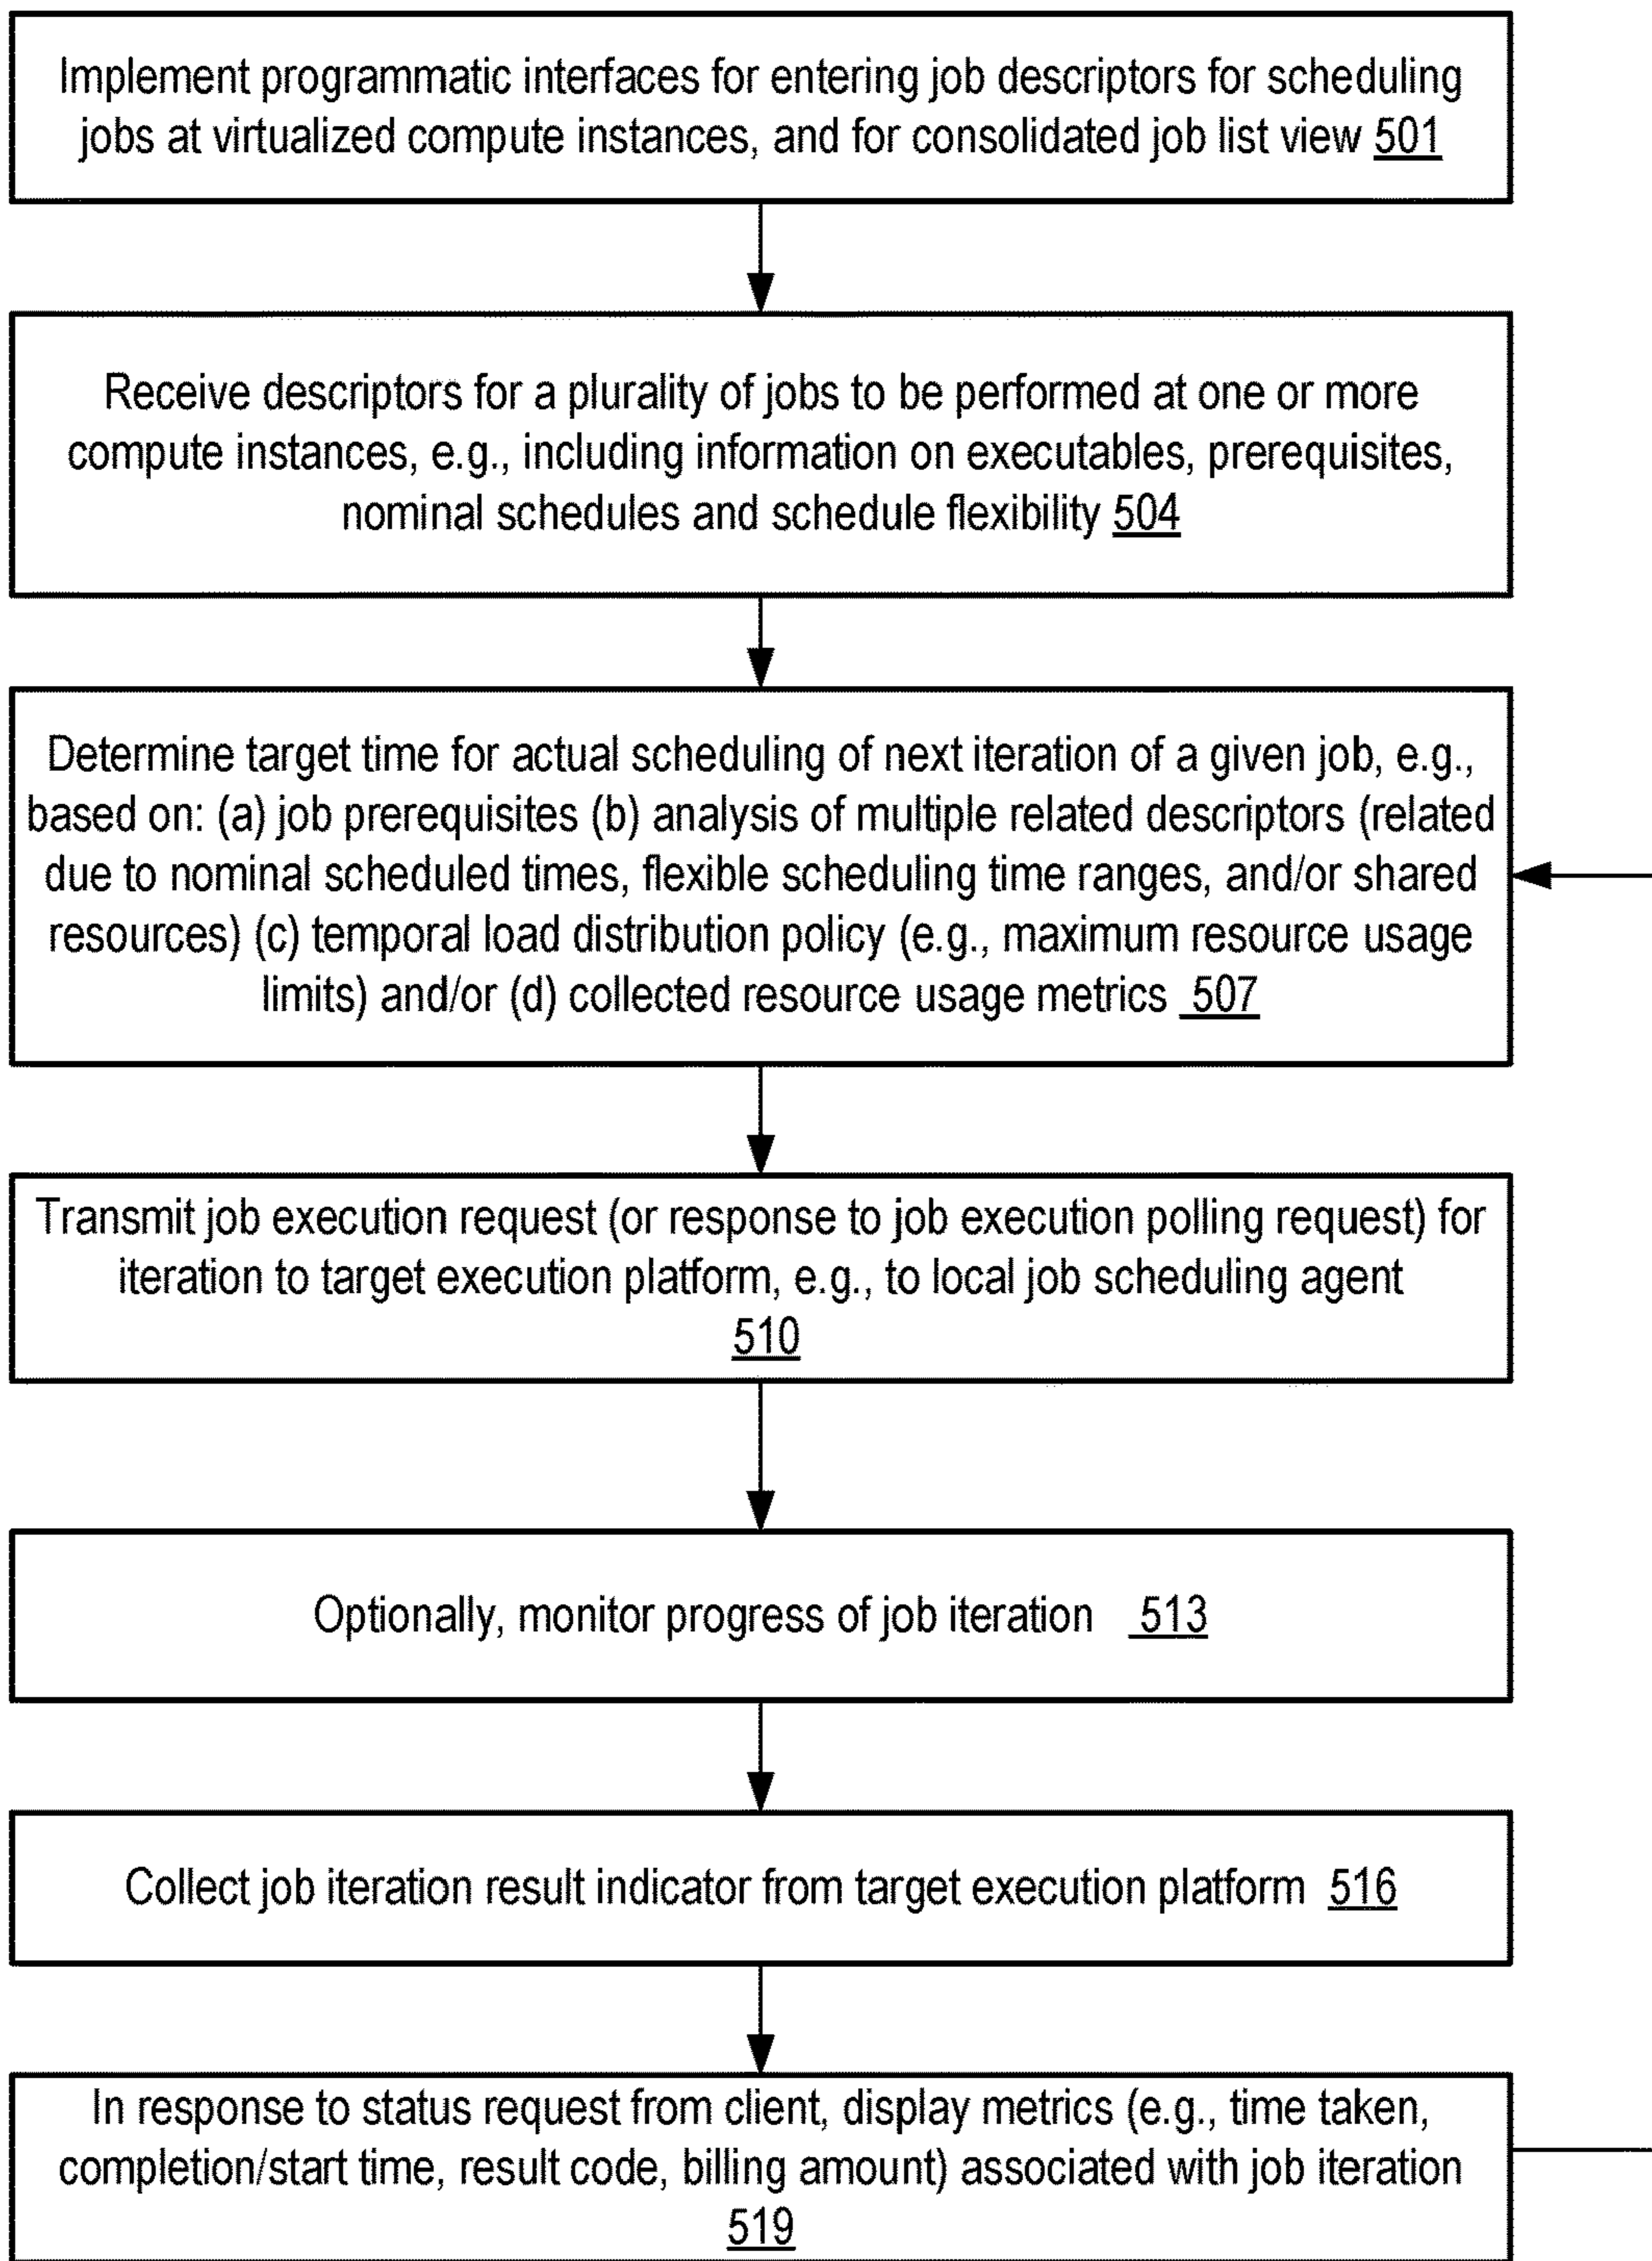 Implement programmatic interfaces for entering job descriptors for scheduling
jobs at virtualized compute instances, and for consolidated job list view 501
Receive descriptors for a plurality of jobs to be performed at one or more
compute instances, e.g., including information on executables, prerequisites,
nominal schedules and schedule flexibility 504
Determine target time for actual scheduling of next iteration of a given job, e.g.,
based on: (a) job prerequisites (b) analysis of multiple related descriptors (related
due to nominal scheduled times, flexible scheduling time ranges, and/or shared
resources) (c) temporal load distribution policy (e.g., maximum resource usage
limits) and/or (d) collected resource usage metrics 507
Transmit job execution request (or response to job execution polling request) for
iteration to target execution platform, e.g., to local job scheduling agent
510
Optionally, monitor progress of job iteration 513
Collect job iteration result indicator from target execution platform 516
In response to status request from client, display metrics (e.g., time taken,
completion/start time, result code, billing amount) associated with job iteration
519